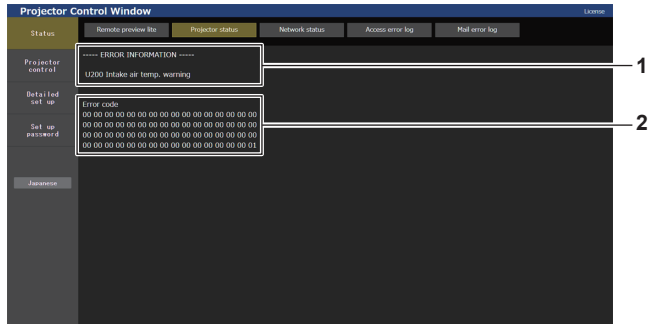 Projector Control Window
License
Status
Remote preview lite
Projector status
Network status
Access error log
Mail error log
----- ERROR INFORMATION -----
1
U200 Intake air temp. warning
Projector
control
Detailed
set up
Error code
00 00 00 00 00 00 00 00 00 00 00 00 00 00 00 00
00 00 00 00 00 00 00 00 00 00 00 00 00 00 00 00
00 00 00 00 00 00 00 00 00 00 00 00 00 00 00 00
00 00 00 00 00 00 00 00 00 00 00 00 00 00 00 01
2
Set up
password
Japanese